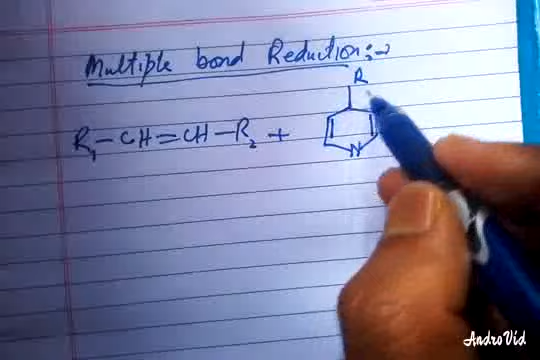 Multiple bond Reduction:→
R
R₁—CH=CH—R₂ +
N
AndroVid